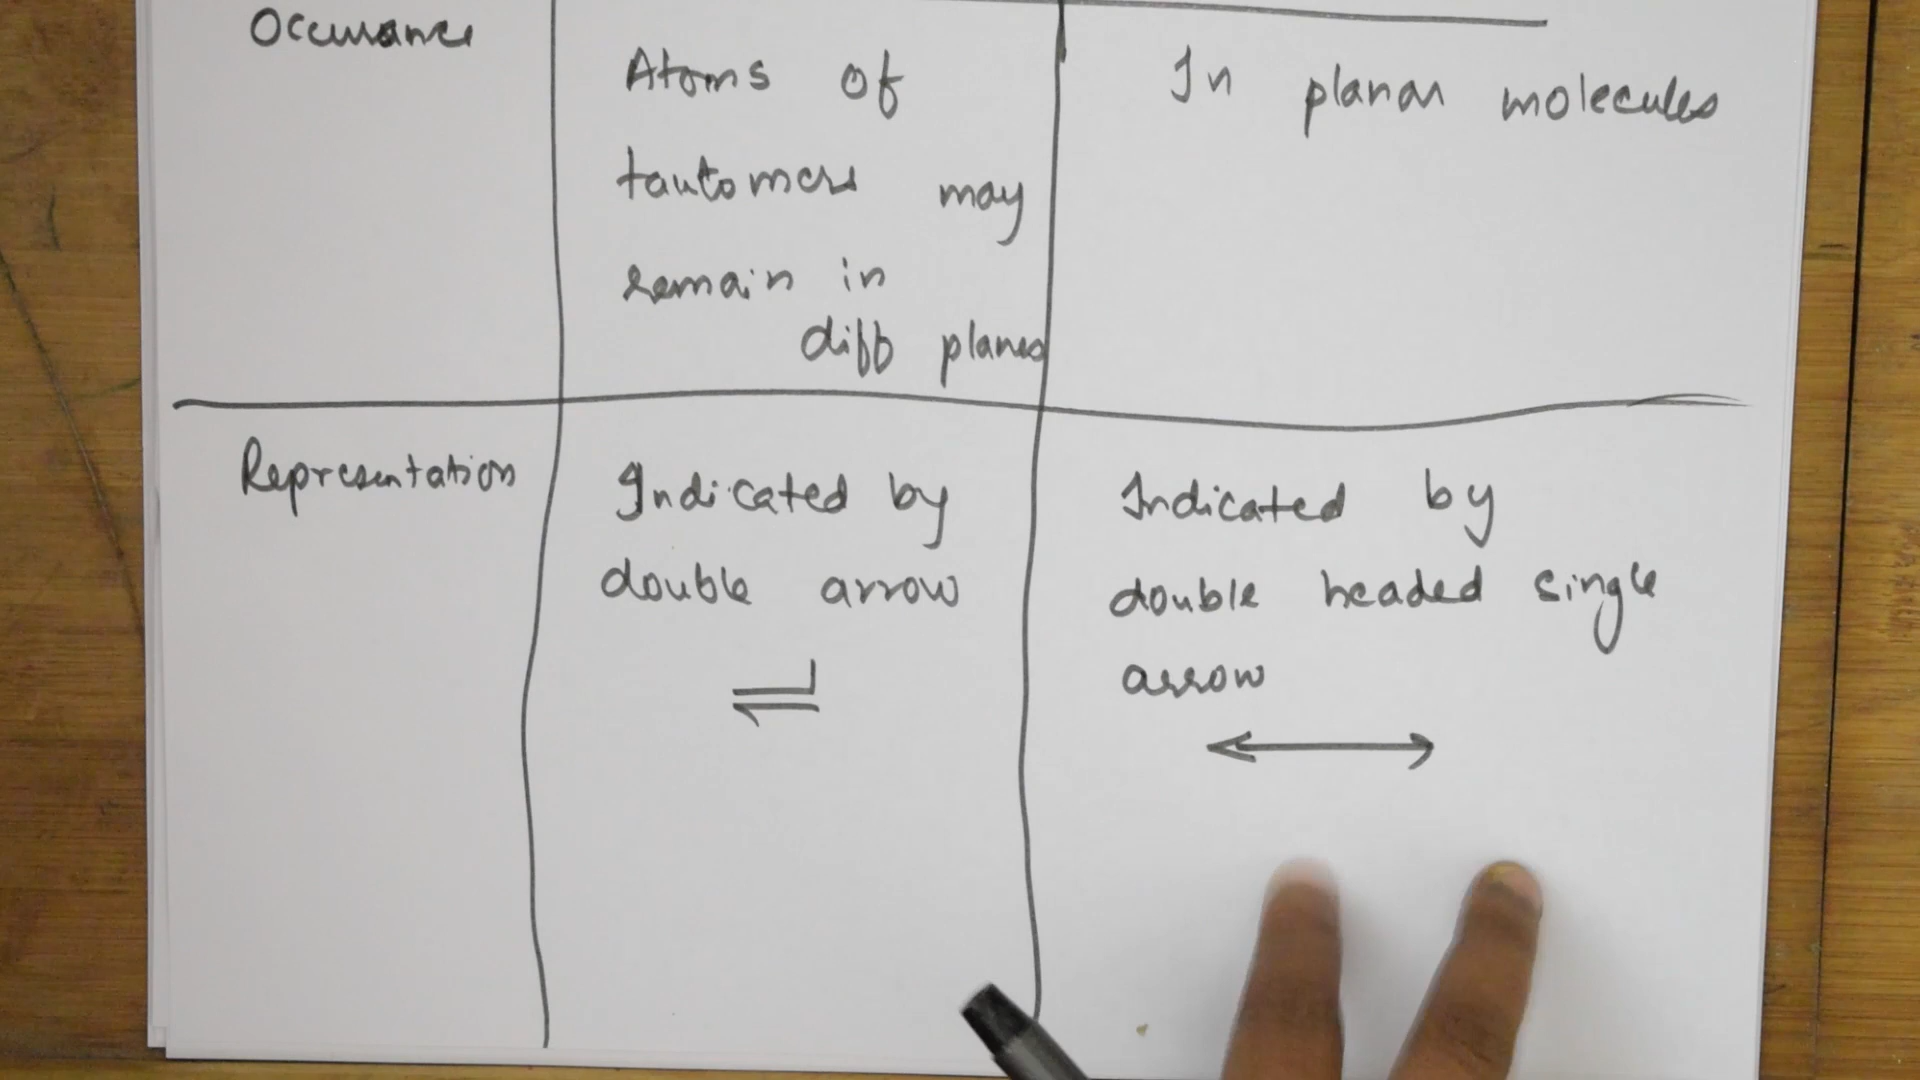 Occurance
Atoms of
tautomers may
remain in
diff planes
In planar molecules
Representation
Indicated by
double arrow
⇌
Indicated by
double headed single
arrow
↔